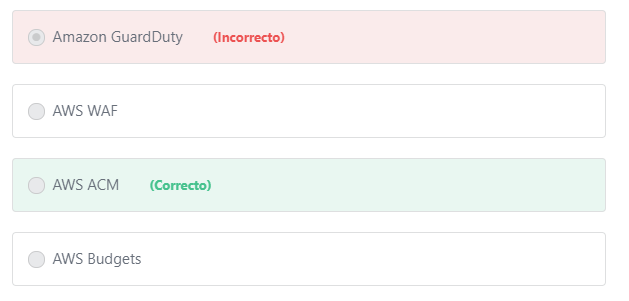 Amazon GuardDuty (Incorrecto)
AWS WAF
AWS ACM (Correcto)
AWS Budgets